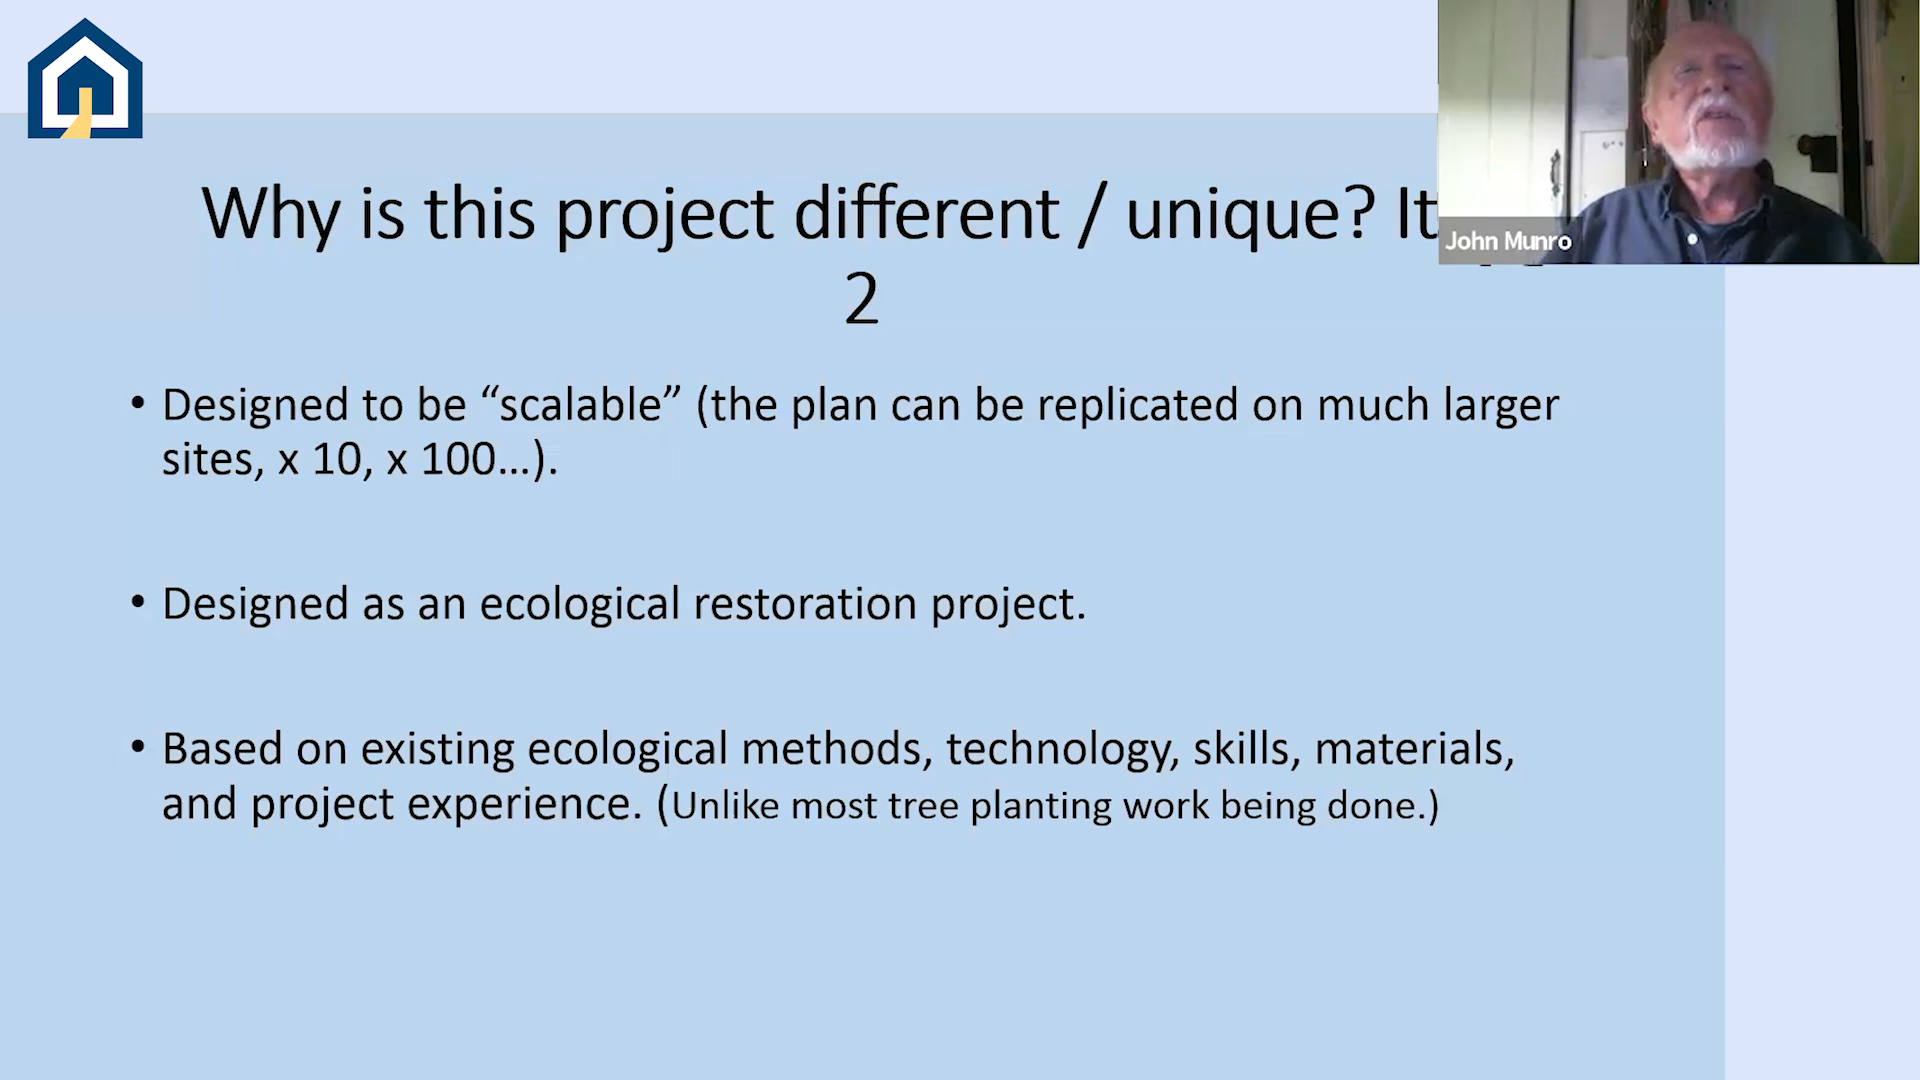 Why is this project different / unique? It
2
John Munro
• Designed to be “scalable” (the plan can be replicated on much larger
sites, x 10, x 100...).
• Designed as an ecological restoration project.
• Based on existing ecological methods, technology, skills, materials,
and project experience. (Unlike most tree planting work being done.)